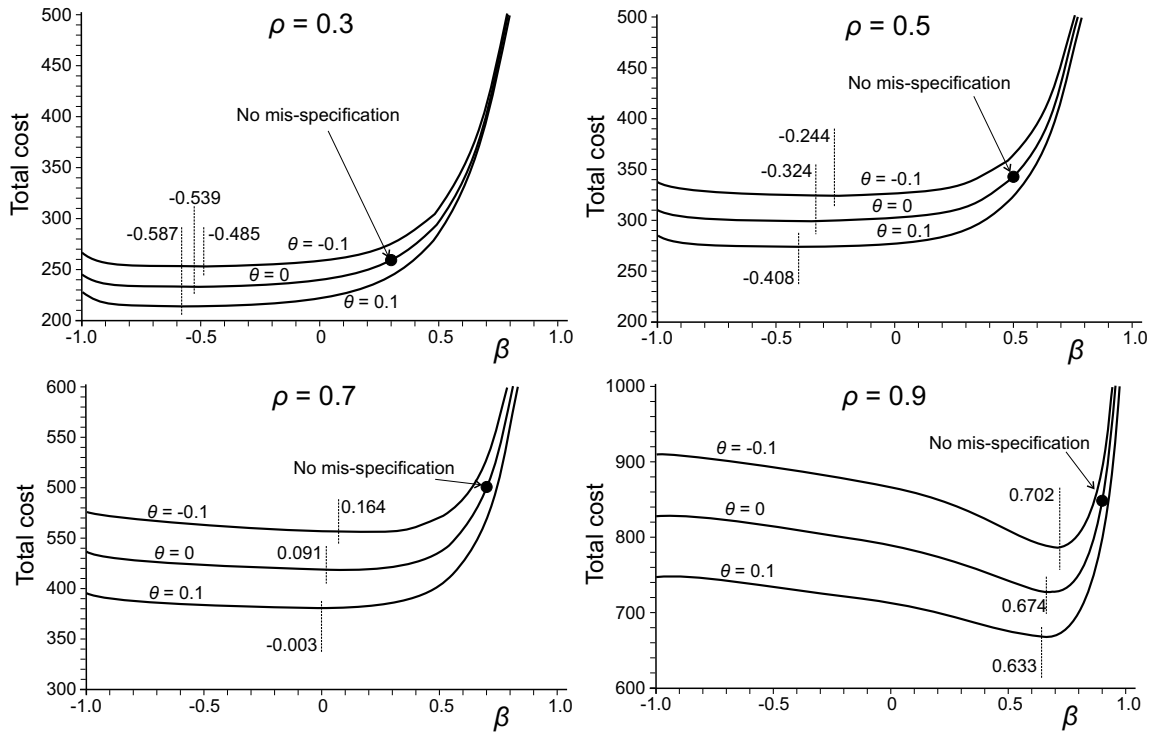 ρ = 0.3
Total cost
500
450
400
350
300
250
200
No mis-specification
-0.539
-0.587
-0.485
θ = -0.1
θ = 0
θ = 0.1
-1.0 -0.5 0 0.5 1.0
β
ρ = 0.5
Total cost
500
450
400
350
300
250
200
No mis-specification
-0.244
-0.324
θ = -0.1
θ = 0
θ = 0.1
-0.408
-1.0 -0.5 0 0.5 1.0
β
ρ = 0.7
Total cost
600
550
500
550
400
350
300
No mis-specification
0.164
θ = -0.1
θ = 0
0.091
θ = 0.1
-0.003
-1.0 -0.5 0 0.5 1.0
β
ρ = 0.9
Total cost
1000
900
800
700
600
No mis-specification
θ = -0.1
0.702
θ = 0
θ = 0.1
0.674
0.633
-1.0 -0.5 0 0.5 1.0
β